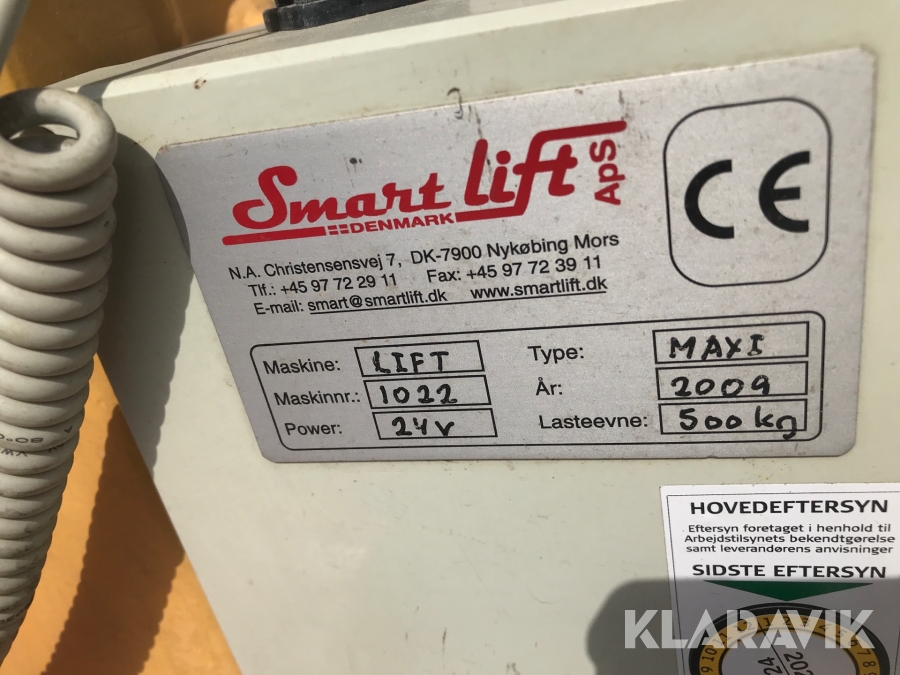 Smart lift ApS
DENMARK
CE
N.A. Christensensvej 7, DK-7900 Nykøbing Mors
Tlf.: +45 97 72 29 11 Fax: +45 97 72 39 11
E-mail: smart@smartlift.dk www.smartlift.dk
Maskine: LIFT Type: MAXI
Maskinnr.: 1022 År: 2009
Power: 24V Lasteevne: 500 kg
HOVEDEFTERSYN
Eftersyn foretaget i henhold til
Arbejdstilsynets bekendtgørelse
samt leverandørens anvisninger
SIDSTE EFTERSYN
KLARAVIK